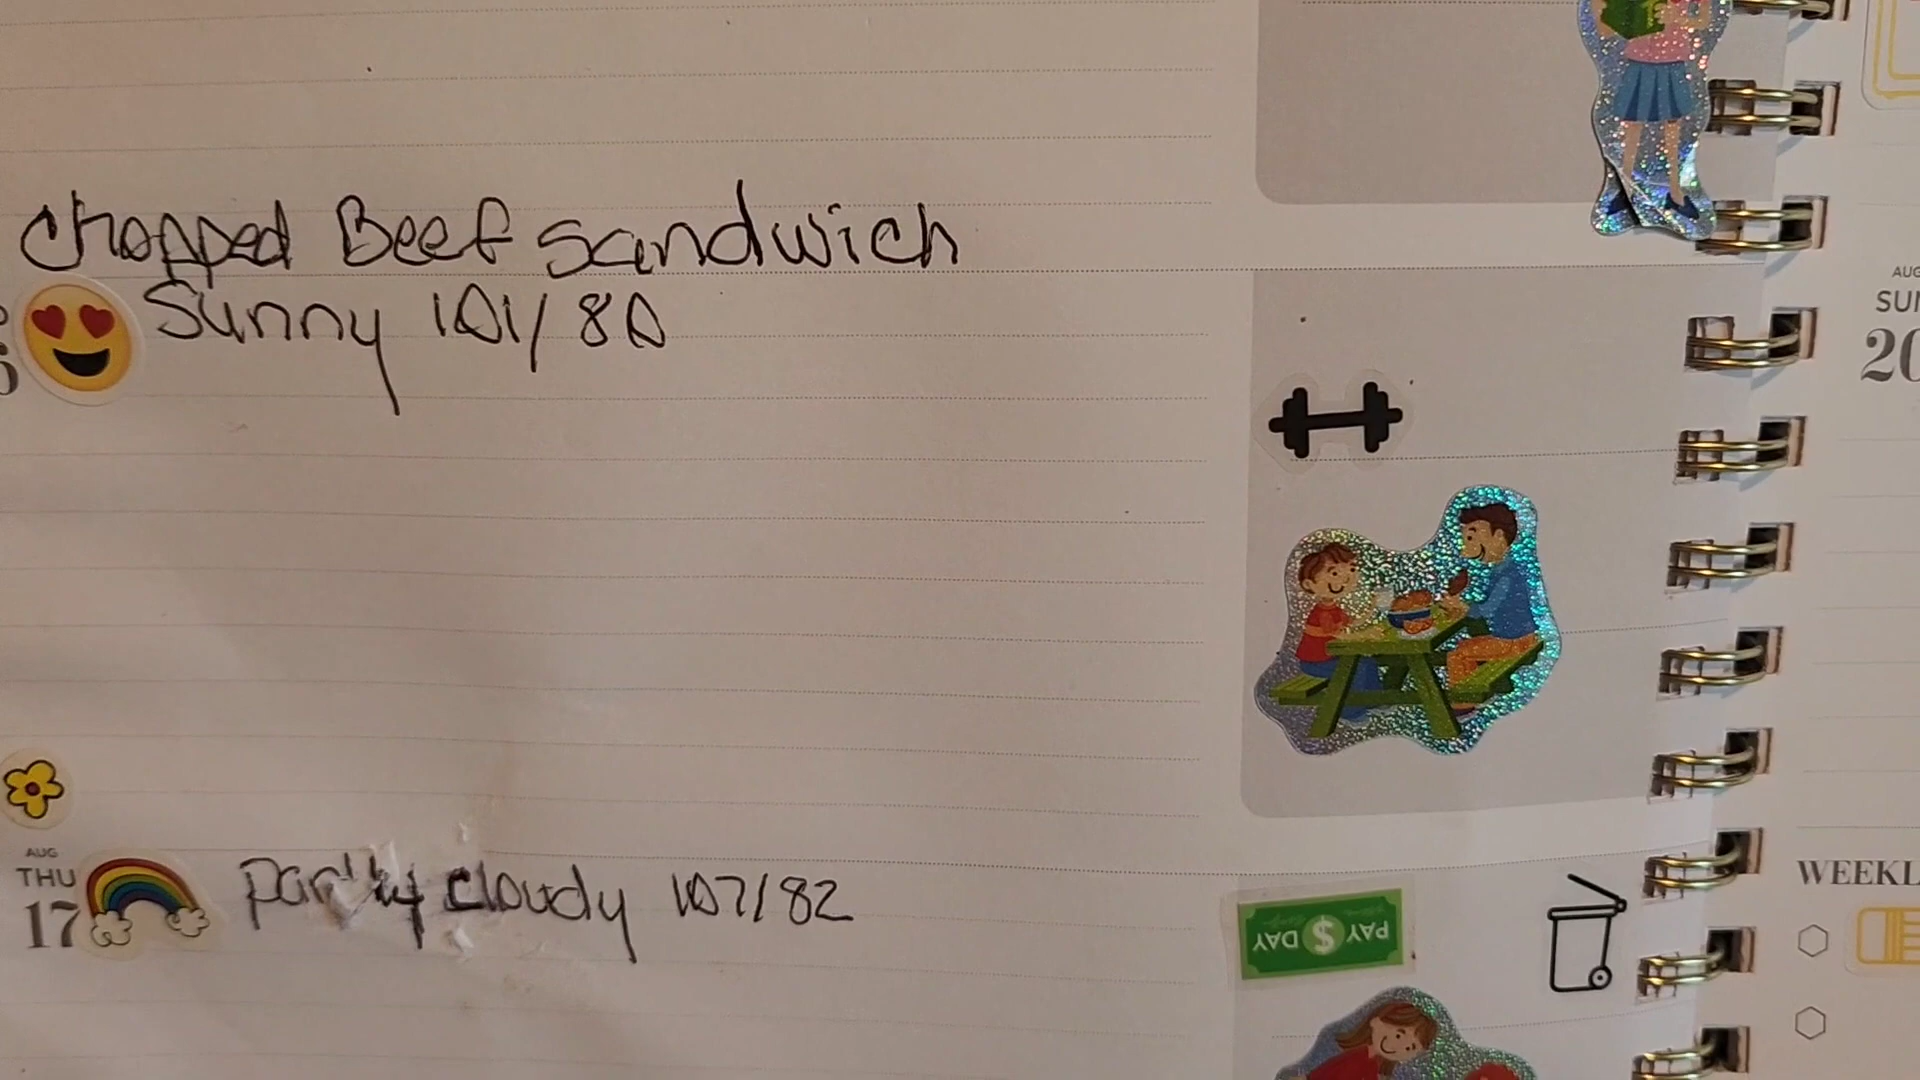 Chopped Beef Sandwich
Sunny 101/80
AUG
THU
17
partly cloudy 107/82
PAY $ DAY
AUG
SUN
20
WEEKL